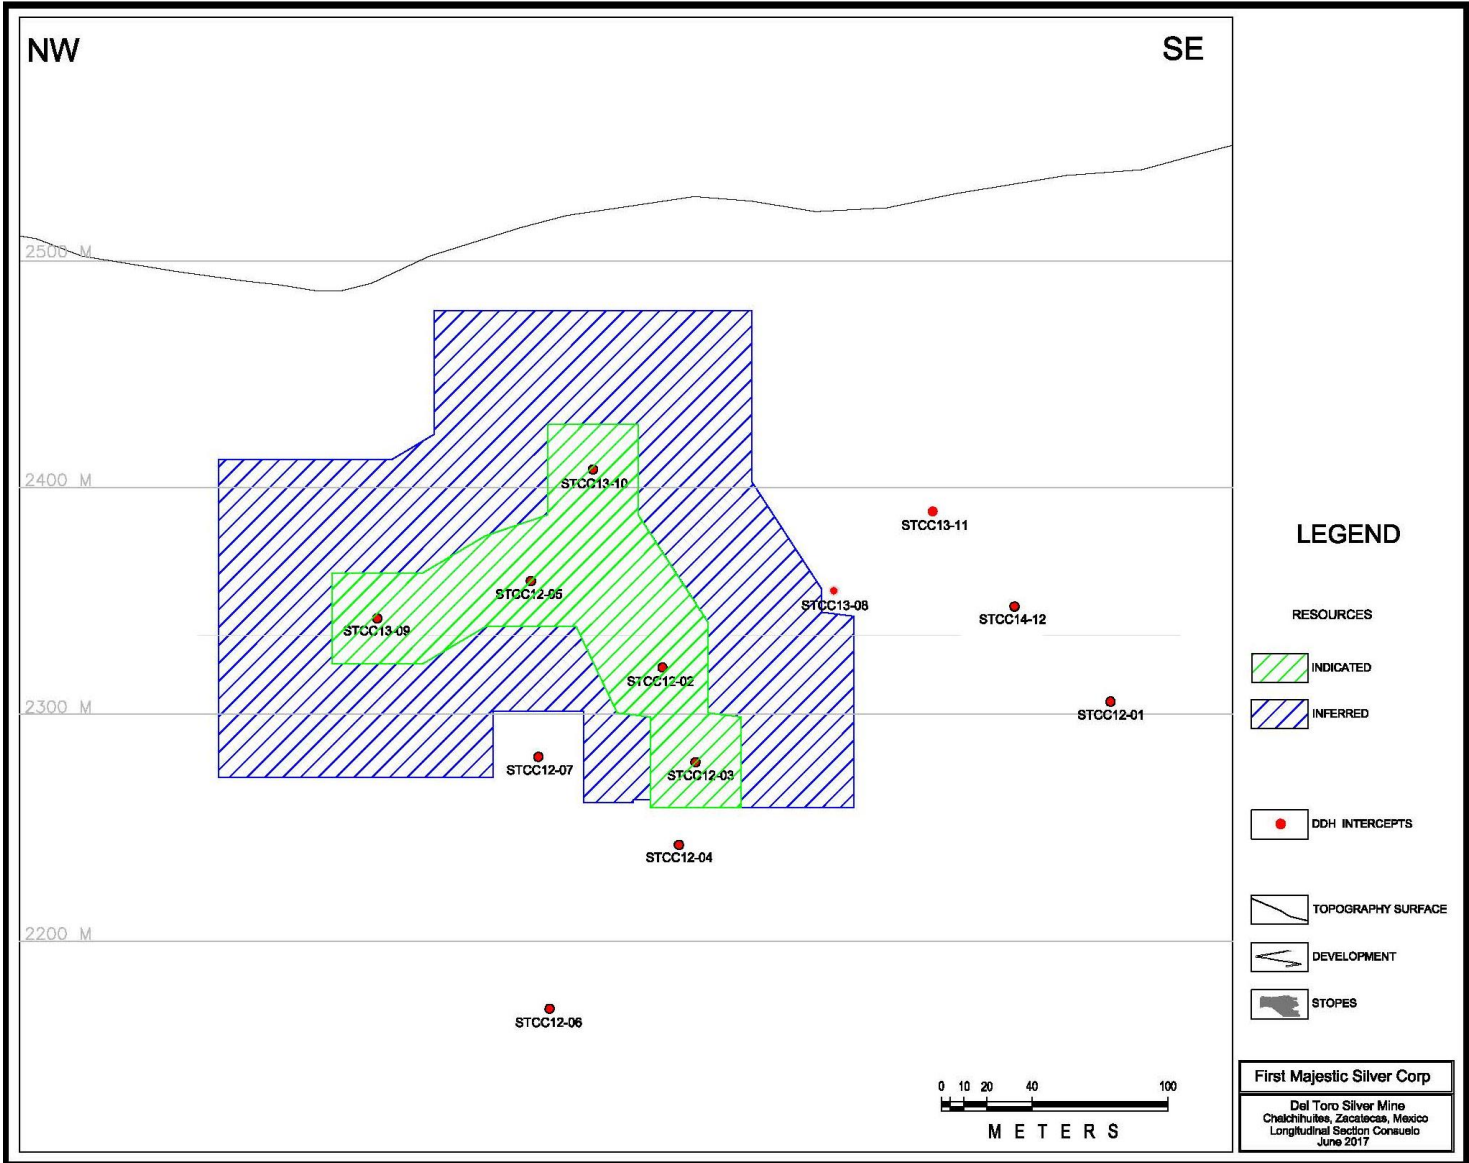 NW
SE
2500 M
STCC13-10
2400 M
STCC13-11
LEGEND
STCC12-05
STCC13-08
STCC14-12
RESOURCES
STCC13-09
INDICATED
STCC12-02
2300 M
STCC12-01
INFERRED
STCC12-07
STCC12-03
DDH INTERCEPTS
STCC12-04
TOPOGRAPHY SURFACE
2200 M
DEVELOPMENT
STOPES
STCC12-06
0 10 20 40 100
METERS
First Majestic Silver Corp
Del Toro Silver Mine
Chalchihuites, Zacatecas, Mexico
Longitudinal Section Consuelo
June 2017